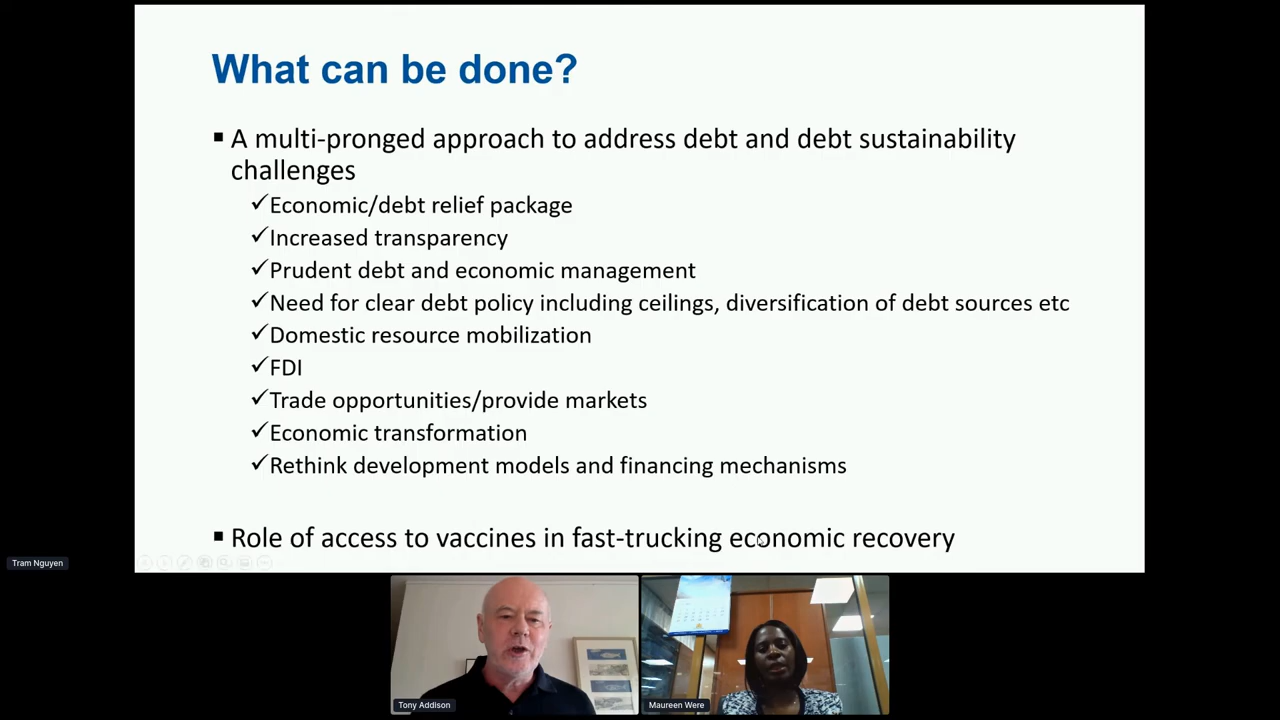 What can be done?
▪ A multi-pronged approach to address debt and debt sustainability
challenges
✓Economic/debt relief package
✓Increased transparency
✓Prudent debt and economic management
✓Need for clear debt policy including ceilings, diversification of debt sources etc
✓Domestic resource mobilization
✓FDI
✓Trade opportunities/provide markets
✓Economic transformation
✓Rethink development models and financing mechanisms
▪ Role of access to vaccines in fast-trucking economic recovery
Tram Nguyen
Tony Addison
Maureen Were